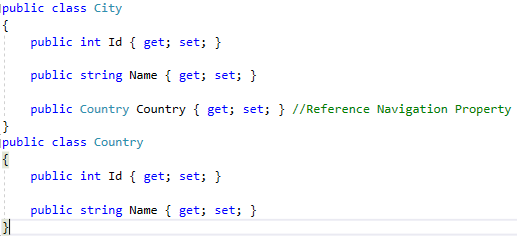 public class City
{
public int Id { get; set; }
public string Name { get; set; }
public Country Country { get; set; } //Reference Navigation Property
}
public class Country
{
public int Id { get; set; }
public string Name { get; set; }
}